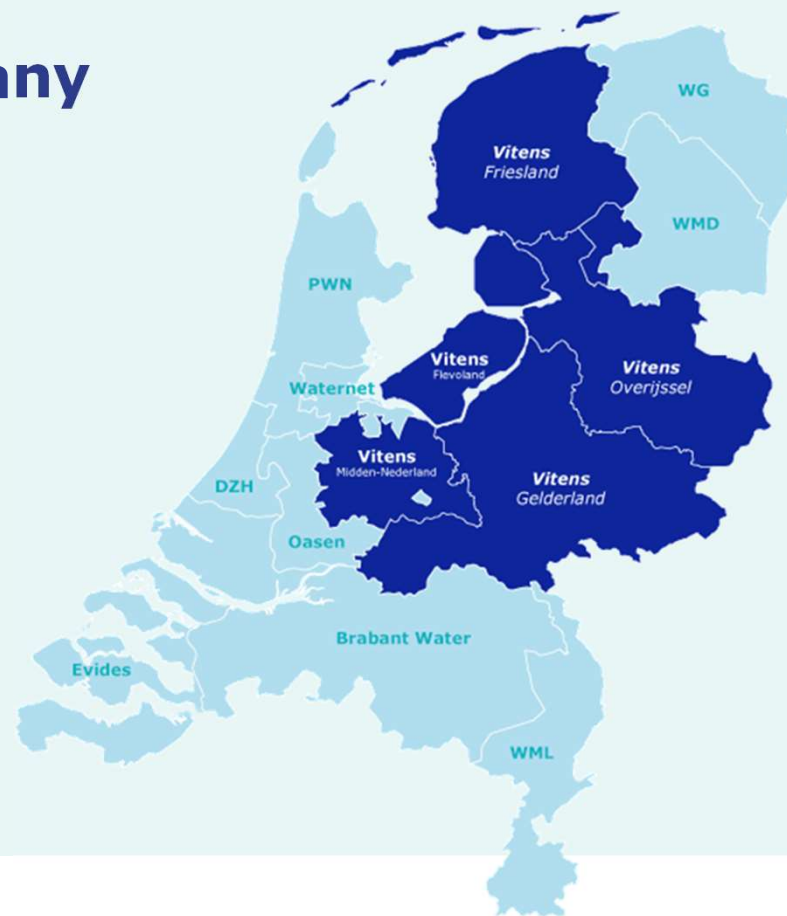 any
WG
Vitens
Friesland
WMD
PWN
Vitens
Flevoland
Vitens
Overijssel
Waternet
Vitens
Midden-Nederland
Vitens
Gelderland
DZH
Oasen
Brabant Water
Evides
WML